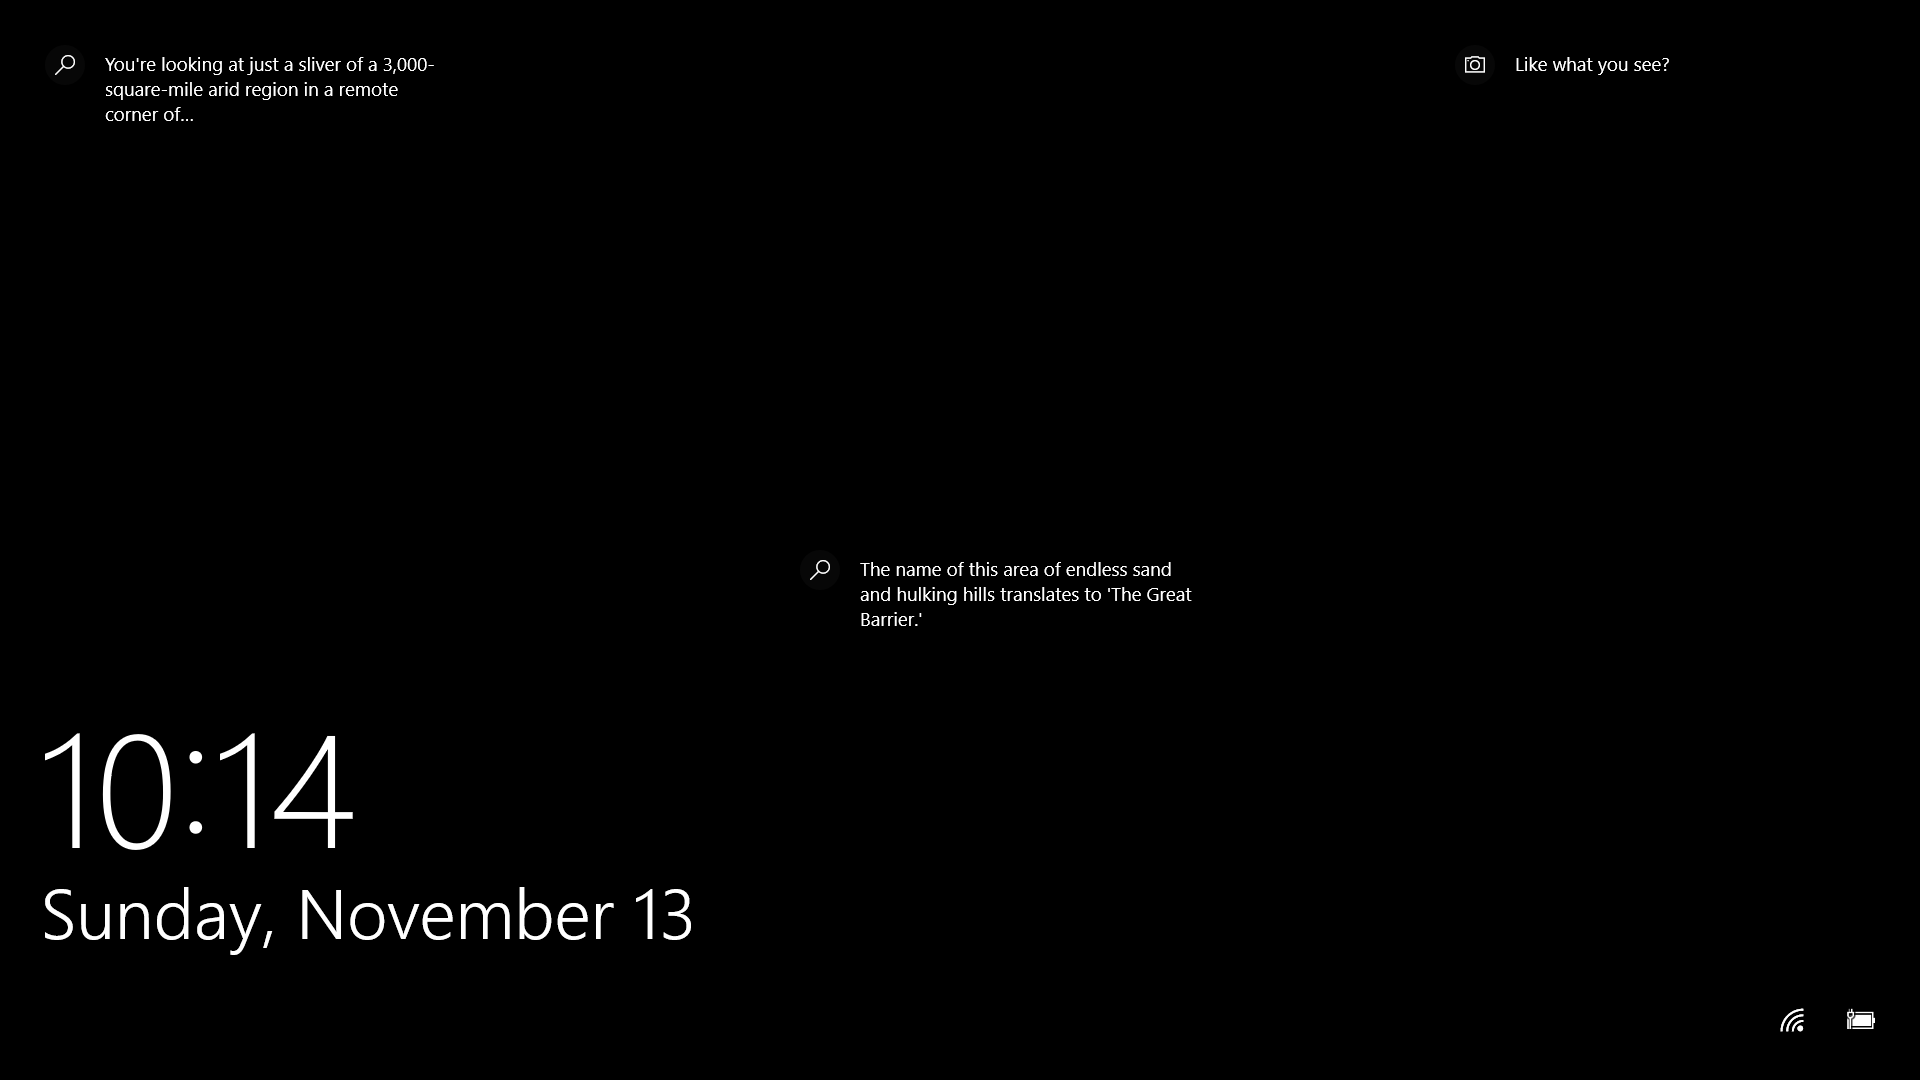 You're looking at just a sliver of a 3,000-
square-mile arid region in a remote
corner of...
Like what you see?
The name of this area of endless sand
and hulking hills translates to 'The Great
Barrier.'
10:14
Sunday, November 13